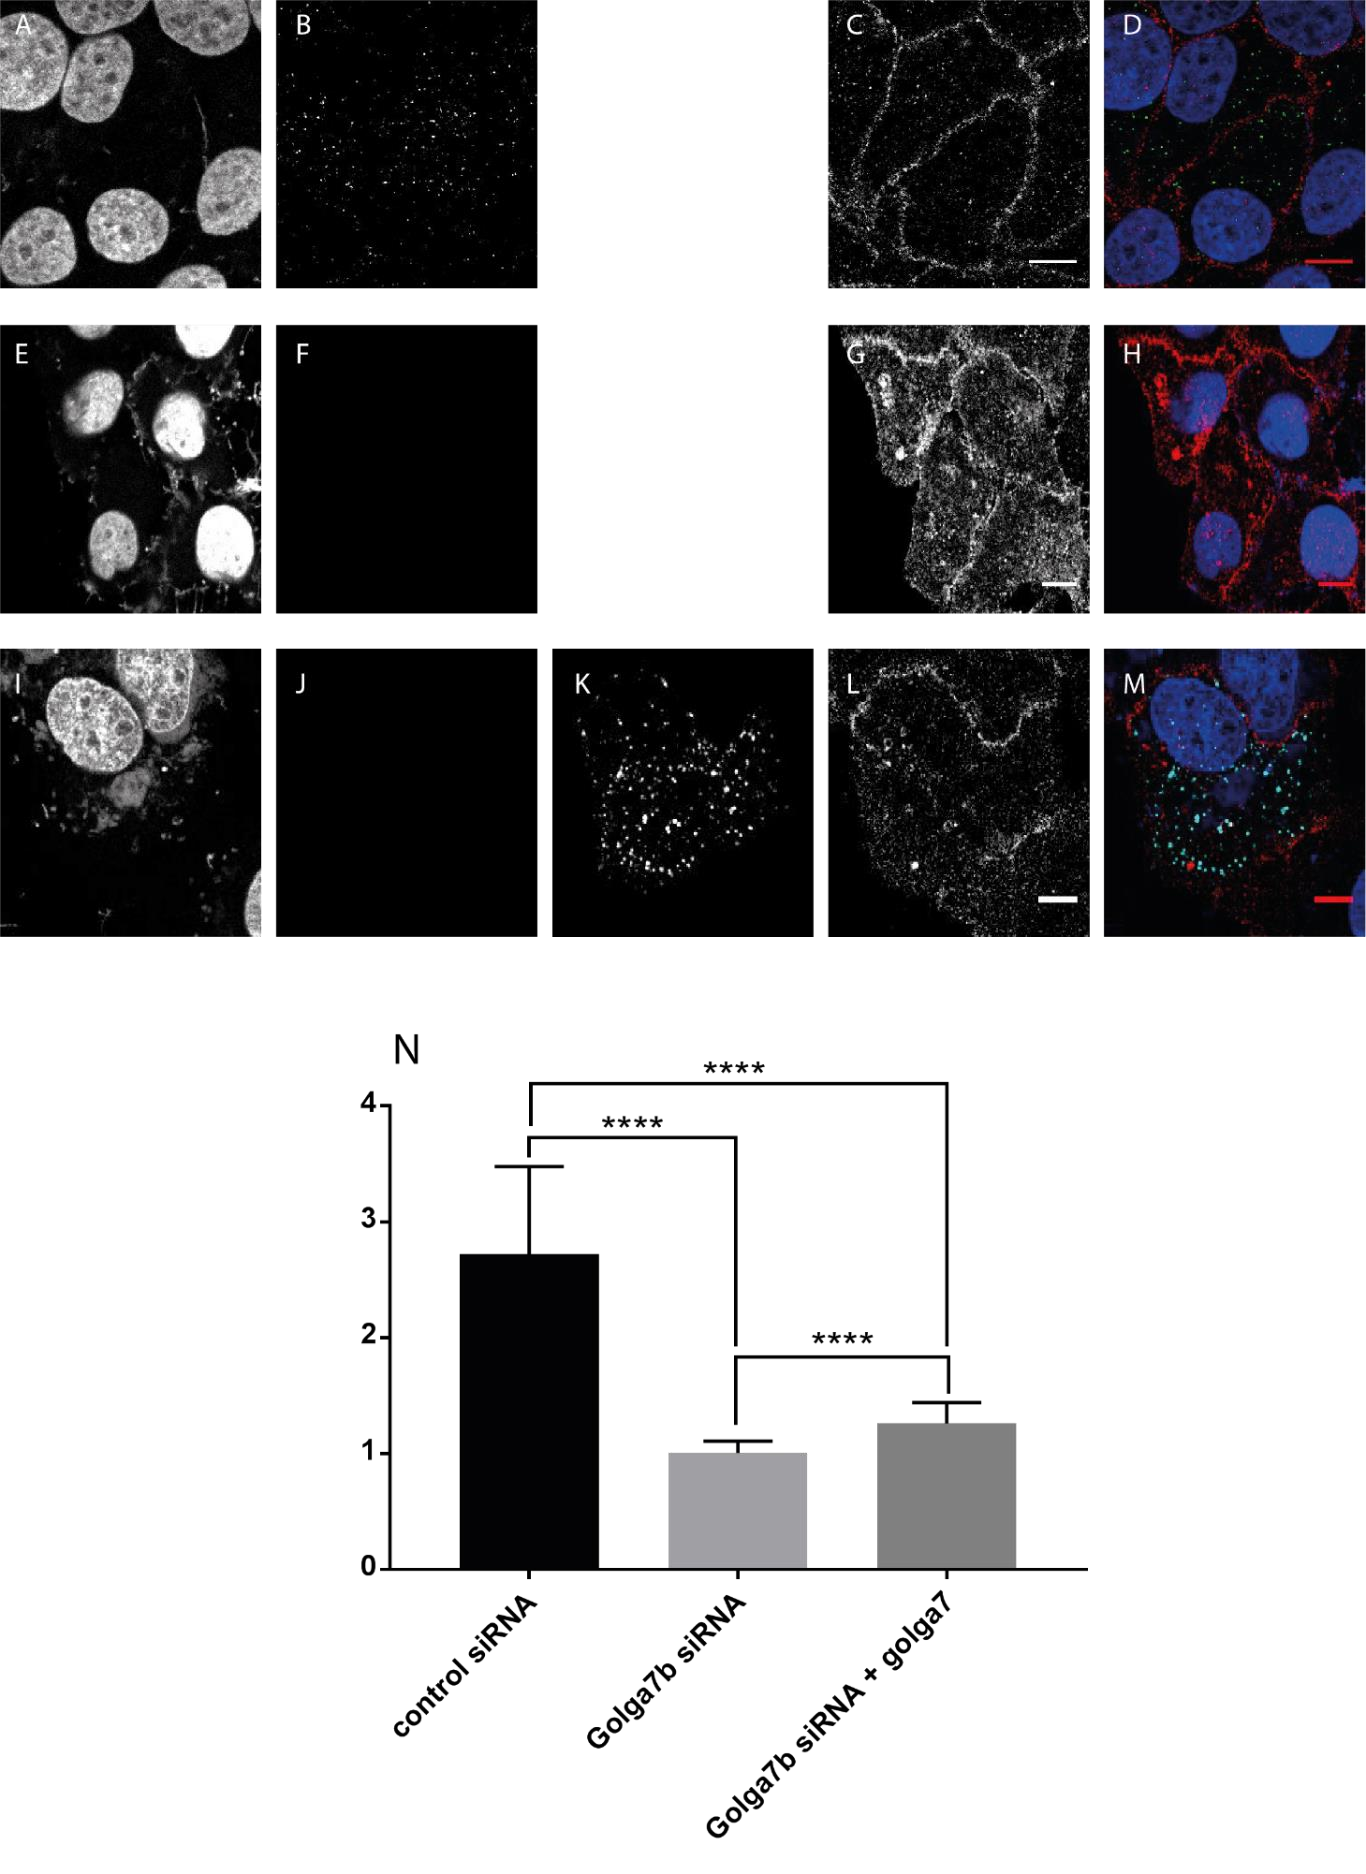 A
B
C
D
E
F
G
H
I
J
K
L
M
N
****
****
****
4
3
2
1
0
control siRNA
Golga7b siRNA
Golga7b siRNA + golga7